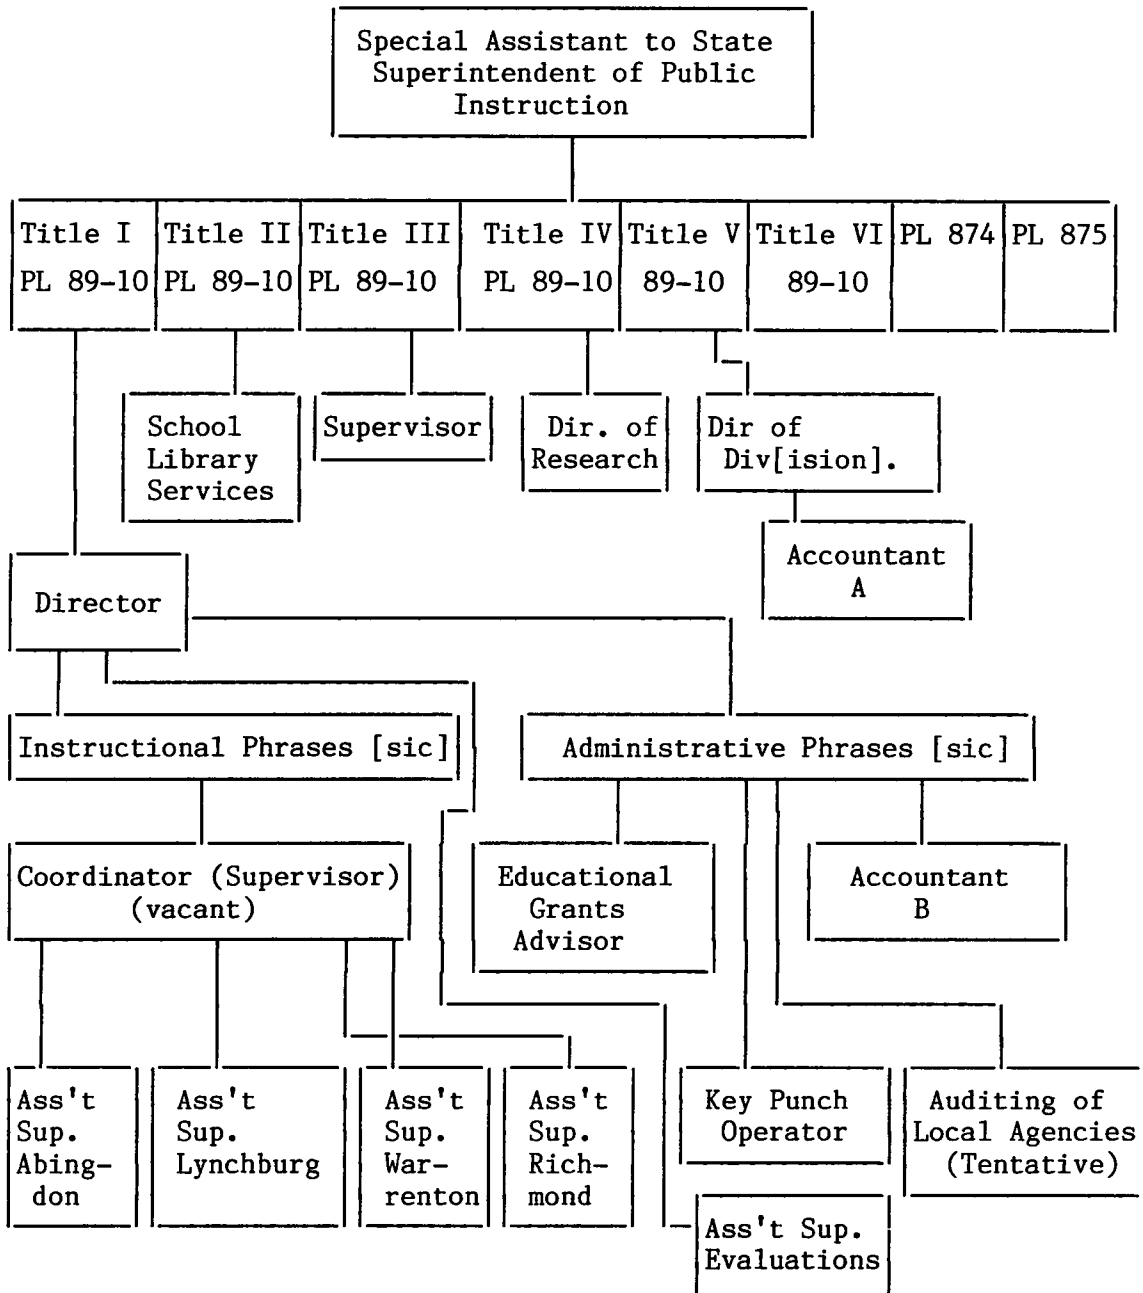 Special Assistant to State
Superintendent of Public
Instruction
Title I
PL 89-10
Title II
PL 89-10
Title III
PL 89-10
Title IV
PL 89-10
Title V
89-10
Title VI
89-10
PL 874
PL 875
School
Library
Services
Supervisor
Dir. of
Research
Dir of
Div[ision].
Accountant
A
Director
Instructional Phrases [sic]
Administrative Phrases [sic]
Coordinator (Supervisor)
(vacant)
Educational
Grants
Advisor
Accountant
B
Ass't
Sup.
Abing-
don
Ass't
Sup.
Lynchburg
Ass't
Sup.
War-
renton
Ass't
Sup.
Rich-
mond
Key Punch
Operator
Auditing of
Local Agencies
(Tentative)
Ass't Sup.
Evaluations